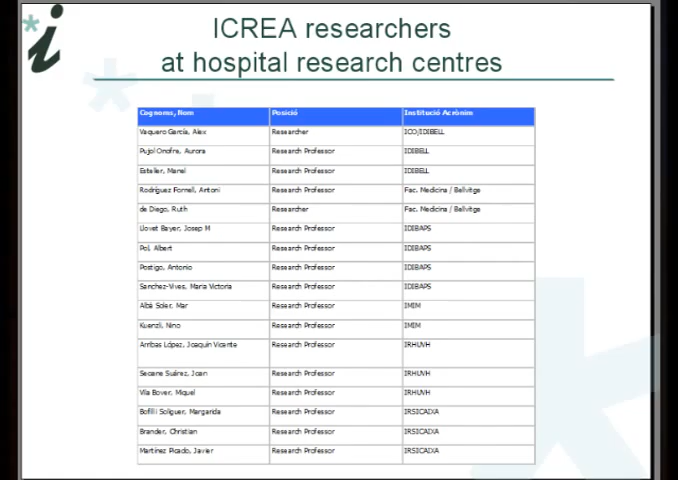 ICREA researchers
at hospital research centres
Cognoms, Nom Posició Institució Acrònim
Vaquero García, Alex Researcher ICO/IDIBELL
Pujol Onofre, Aurora Research Professor IDIBELL
Esteller, Manel Research Professor IDIBELL
Rodríguez Fornell, Antoni Research Professor Fac. Medicina / Bellvitge
de Diego, Ruth Researcher Fac. Medicina / Bellvitge
Llovet Bayer, Josep M Research Professor IDIBAPS
Pol, Albert Research Professor IDIBAPS
Postigo, Antonio Research Professor IDIBAPS
Sanchez-Vives, Maria Victoria Research Professor IDIBAPS
Albà Soler, Mar Research Professor IMIM
Kuenzli, Nino Research Professor IMIM
Arribas López, Joaquín Vicente Research Professor IRHUVH
Seoane Suárez, Joan Research Professor IRHUVH
Vila Bover, Miquel Research Professor IRHUVH
Bofill i Soliguer, Margarida Research Professor IRSICAIXA
Brander, Christian Research Professor IRSICAIXA
Martínez Picado, Javier Research Professor IRSICAIXA